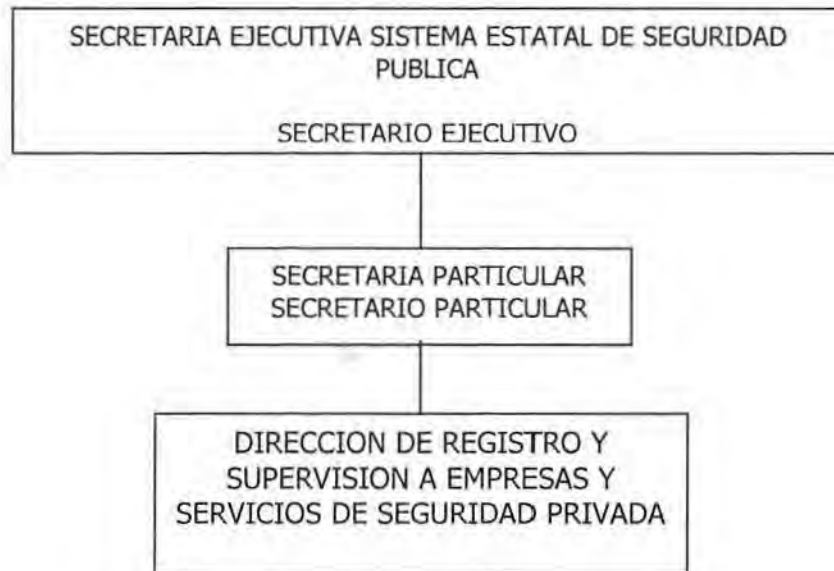 SECRETARIA EJECUTIVA SISTEMA ESTATAL DE SEGURIDAD
PUBLICA
SECRETARIO EJECUTIVO
SECRETARIA PARTICULAR
SECRETARIO PARTICULAR
DIRECCION DE REGISTRO Y
SUPERVISION A EMPRESAS Y
SERVICIOS DE SEGURIDAD PRIVADA